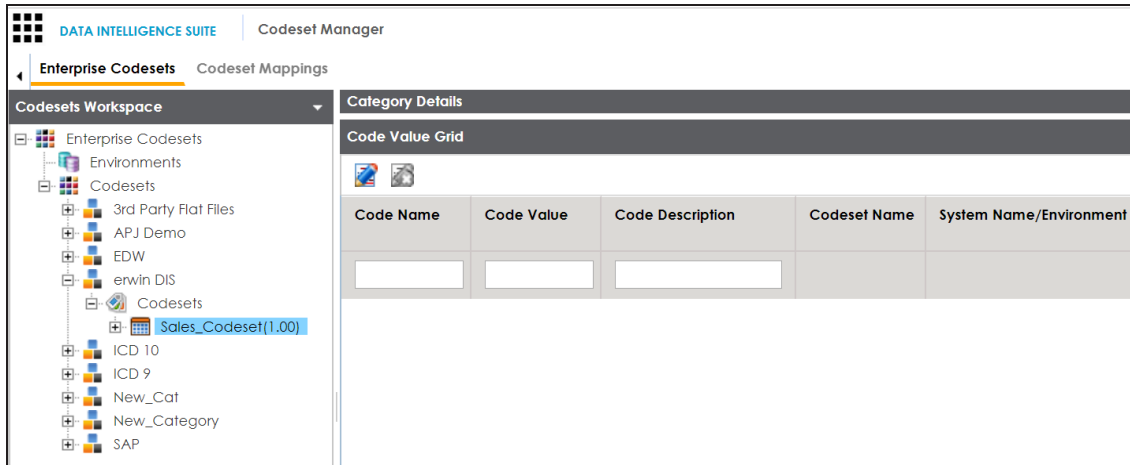 DATA INTELLIGENCE SUITE Codeset Manager
Enterprise Codesets Codeset Mappings
Codesets Workspace
Enterprise Codesets
Environments
Codesets
3rd Party Flat Files
APJ Demo
EDW
erwin DIS
Codesets
Sales_Codeset(1.00)
ICD 10
ICD 9
New_Cat
New_Category
SAP
Category Details
Code Value Grid
Code Name Code Value Code Description Codeset Name System Name/Environment